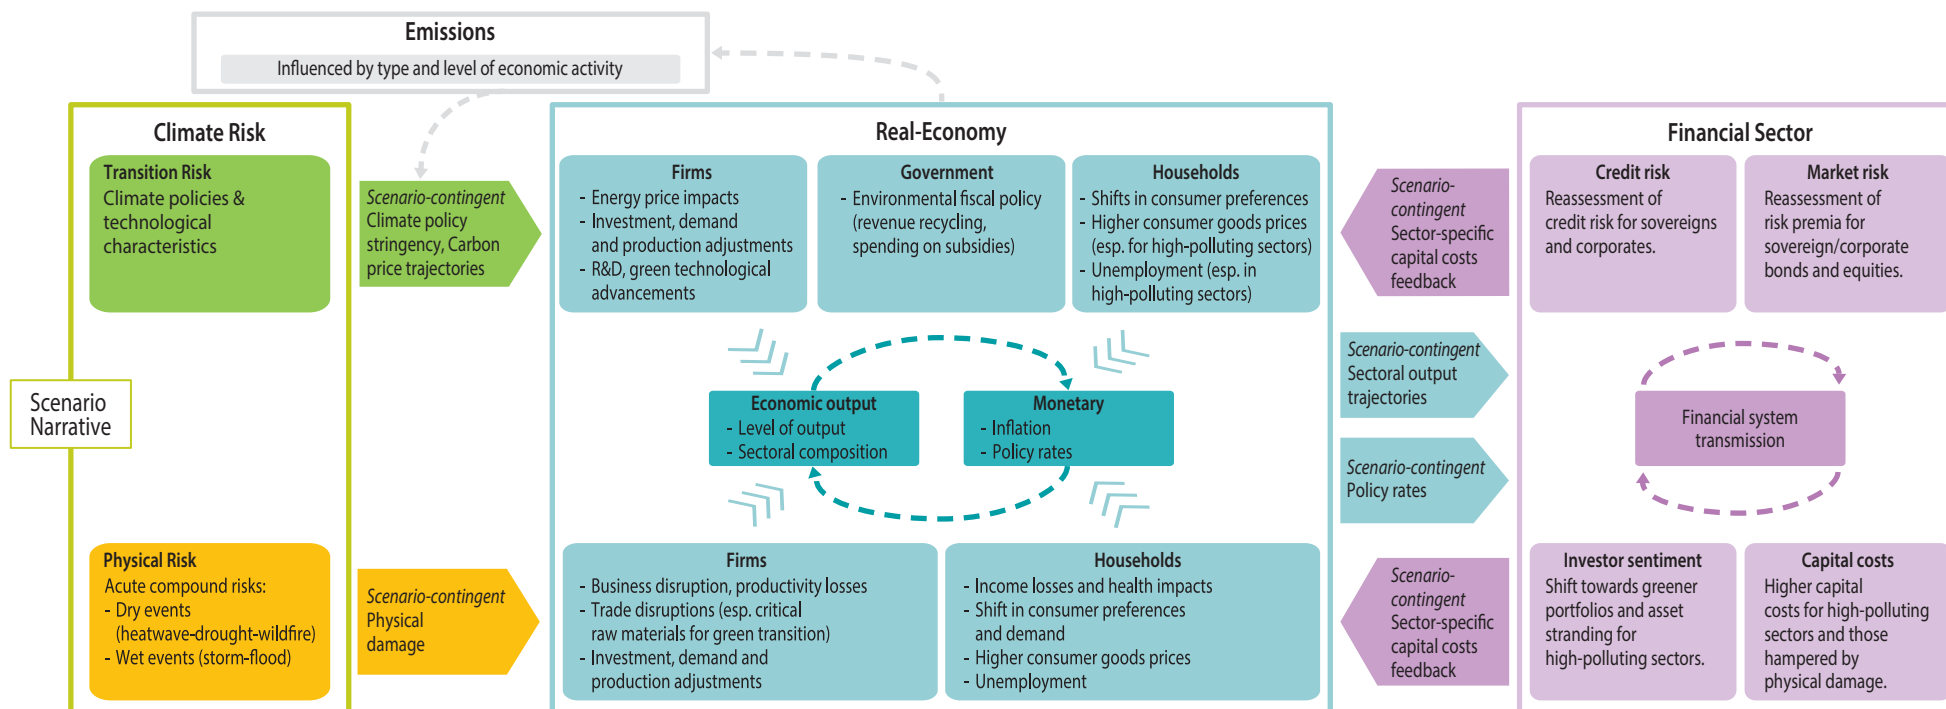 Emissions
Influenced by type and level of economic activity
Scenario
Narrative
Climate Risk
Transition Risk
Climate policies &
technological
characteristics
Physical Risk
Acute compound risks:
- Dry events
(heatwave-drought-wildfire)
- Wet events (storm-flood)
Scenario-contingent
Climate policy
stringency, Carbon
price trajectories
Scenario-contingent
Physical
damage
Real-Economy
Firms
- Energy price impacts
- Investment, demand
and production adjustments
- R&D, green technological
advancements
Government
- Environmental fiscal policy
(revenue recycling,
spending on subsidies)
Households
- Shifts in consumer preferences
- Higher consumer goods prices
(esp. for high-polluting sectors)
- Unemployment (esp. in
high-polluting sectors)
Economic output
- Level of output
- Sectoral composition
Monetary
- Inflation
- Policy rates
Firms
- Business disruption, productivity losses
- Trade disruptions (esp. critical
raw materials for green transition)
- Investment, demand and
production adjustments
Households
- Income losses and health impacts
- Shift in consumer preferences
and demand
- Higher consumer goods prices
- Unemployment
Scenario-
contingent
Sector-specific
capital costs
feedback
Scenario-contingent
Sectoral output
trajectories
Scenario-contingent
Policy rates
Scenario-
contingent
Sector-specific
capital costs
feedback
Financial Sector
Credit risk
Reassessment of
credit risk for sovereigns
and corporates.
Market risk
Reassessment of
risk premia for
sovereign/corporate
bonds and equities.
Financial system
transmission
Investor sentiment
Shift towards greener
portfolios and asset
stranding for
high-polluting sectors.
Capital costs
Higher capital
costs for high-polluting
sectors and those
hampered by
physical damage.